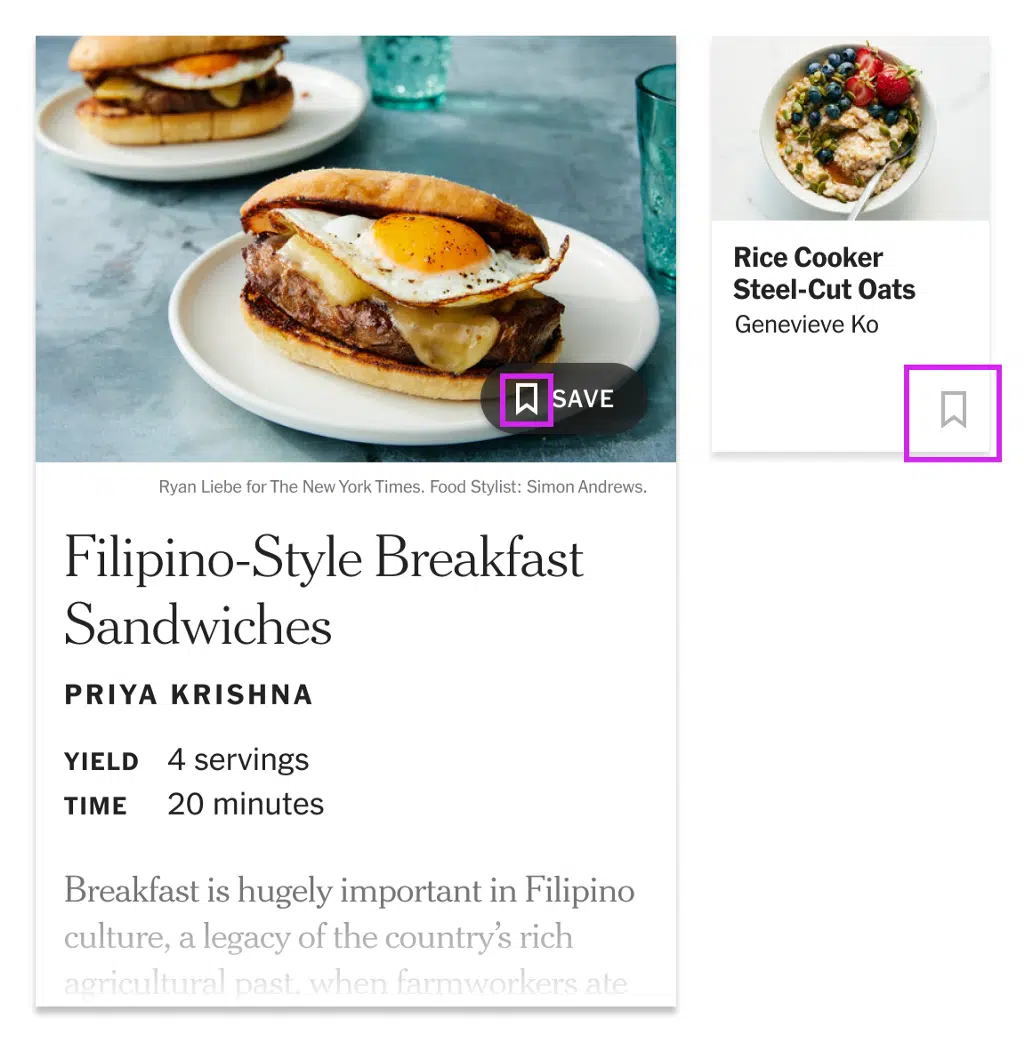 SAVE
Ryan Liebe for The New York Times. Food Stylist: Simon Andrews.
Filipino-Style Breakfast
Sandwiches
PRIYA KRISHNA
YIELD 4 servings
TIME 20 minutes
Breakfast is hugely important in Filipino
culture, a legacy of the country’s rich
agricultural past, when farmworkers ate
Rice Cooker
Steel-Cut Oats
Genevieve Ko